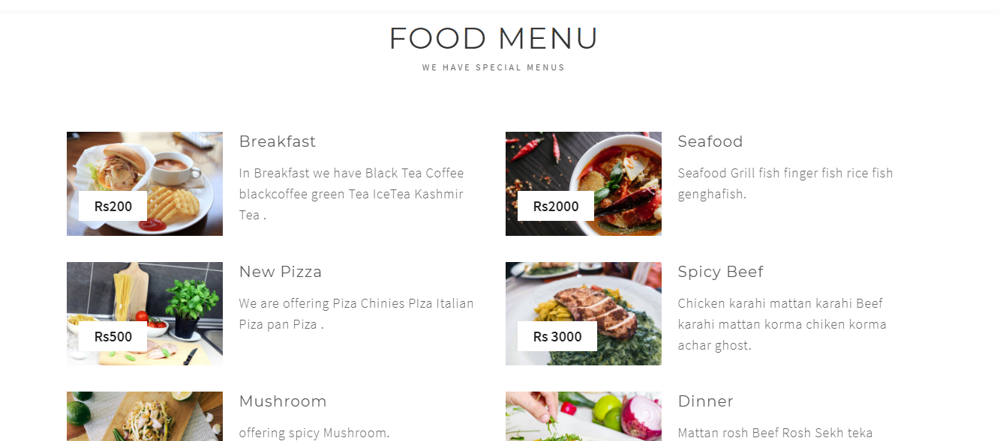 FOOD MENU
WE HAVE SPECIAL MENUS
Breakfast
In Breakfast we have Black Tea Coffee
blackcoffee green Tea IceTea Kashmir
Tea .
Rs200
Seafood
Seafood Grill fish finger fish rice fish
genghafish.
Rs2000
New Pizza
We are offering Piza Chinies PIza Italian
Piza pan Piza .
Rs500
Spicy Beef
Chicken karahi mattan karahi Beef
karahi mattan korma chiken korma
achar ghost.
Rs 3000
Mushroom
offering spicy Mushroom.
Dinner
Mattan rosh Beef Rosh Sekh teka